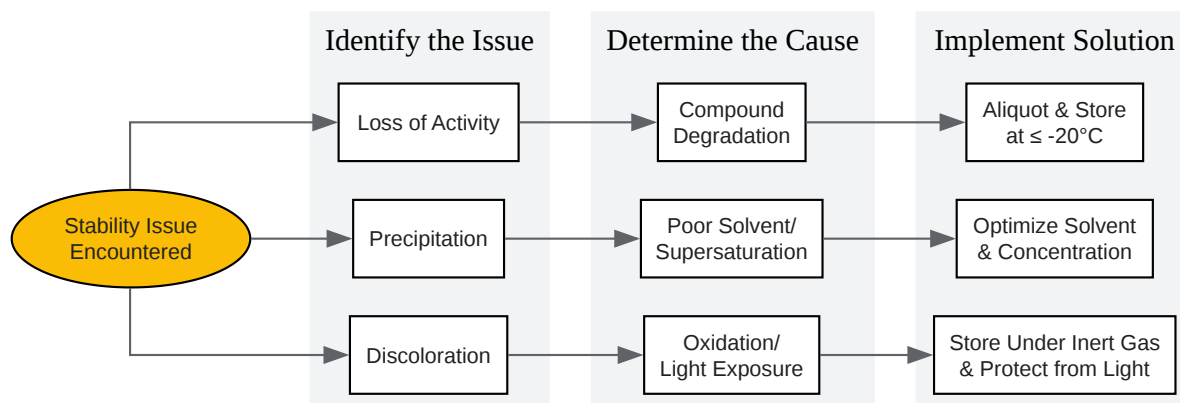 Identify the Issue
Determine the Cause
Implement Solution
Loss of Activity
Compound
Degradation
Aliquot & Store
at ≤ -20°C
Stability Issue
Encountered
Precipitation
Poor Solvent/
Supersaturation
Optimize Solvent
& Concentration
Discoloration
Oxidation/
Light Exposure
Store Under Inert Gas
& Protect from Light